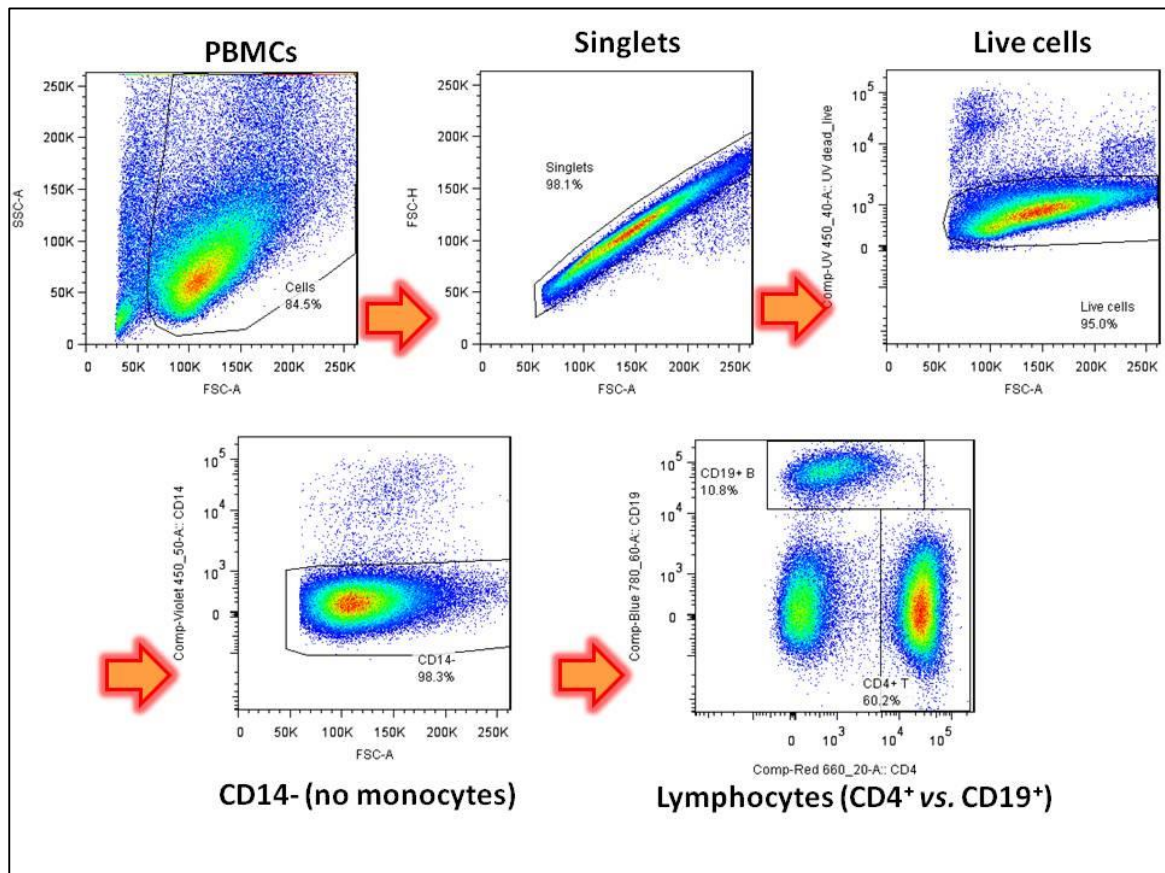 PBMCs
250K
200K
150K
100K
50K
0
SSC-A
Cells
84.5%
0 50K 100K 150K 200K 250K
FSC-A
Singlets
250K
200K
150K
100K
50K
0
FSC-H
Singlets
98.1%
0 50K 100K 150K 200K 250K
FSC-A
Live cells
10^5
10^4
10^3
0
Comp-UV 450_40-A:: UV dead_live
Live cells
95.0%
0 50K 100K 150K 200K 250K
FSC-A
10^5
10^4
10^3
0
Comp-Violet 450_50-A:: CD14
CD14-
98.3%
0 50K 100K 150K 200K 250K
FSC-A
CD14- (no monocytes)
10^5
10^4
10^3
0
Comp-Blue 780_60-A:: CD19
CD19+ B
10.8%
CD4+ T
60.2%
0 10^3 10^4 10^5
Comp-Red 660_20-A:: CD4
Lymphocytes (CD4⁺ vs. CD19⁺)